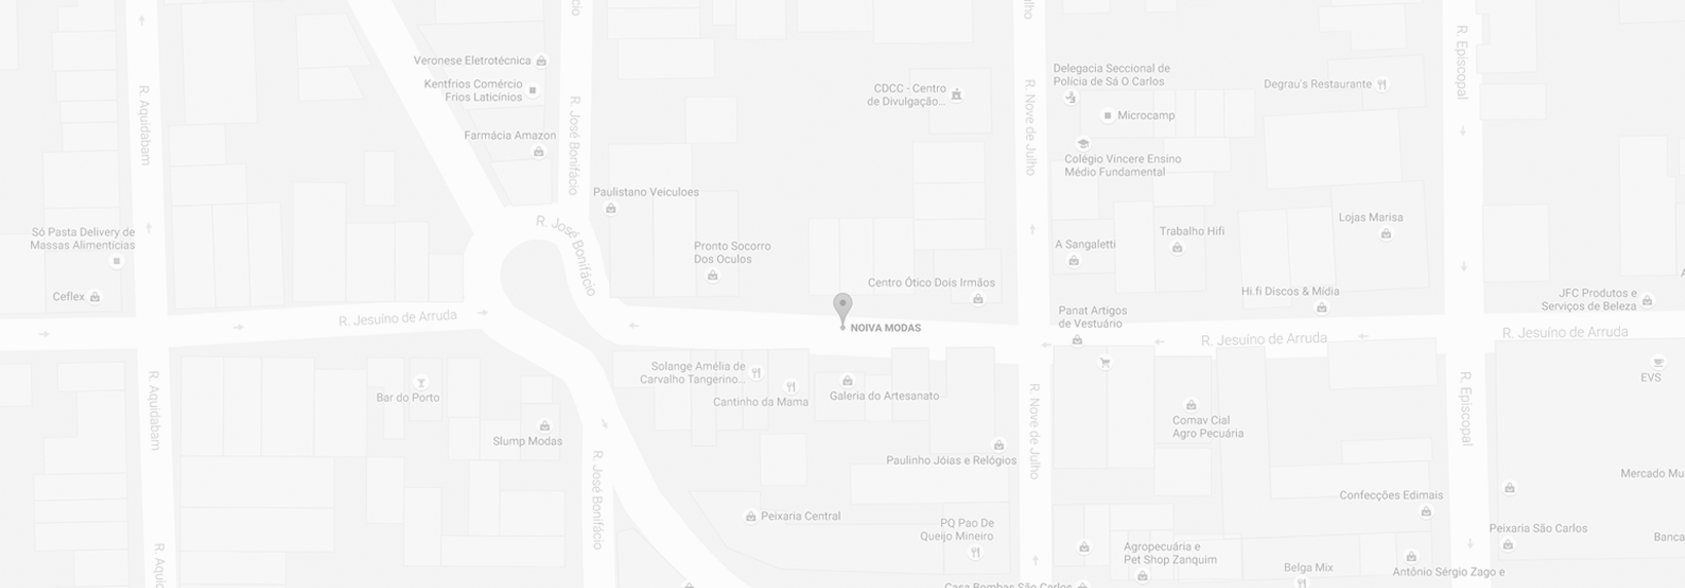 cio
lho
R. Episcopal
Veronese Eletrotécnica
Kentfrios Comércio
Frios Laticínios
Delegacia Seccional de
Polícia de Sá O Carlos
Degrau's Restaurante
CDCC - Centro
de Divulgação...
R. Aquidabam
R. José Bonifácio
R. Nove de Julho
Microcamp
Farmácia Amazon
Colégio Vincere Ensino
Médio Fundamental
Paulistano Veiculoes
R. José Bonifácio
Lojas Marisa
Só Pasta Delivery de
Massas Alimentícias
Trabalho Hifi
Pronto Socorro
Dos Oculos
A Sangaletti
Centro Ótico Dois Irmãos
Ceflex
Hi.fi Discos & Mídia
JFC Produtos e
Serviços de Beleza
R. Jesuíno de Arruda
Panat Artigos
de Vestuário
NOIVA MODAS
R. Jesuíno de Arruda
R. Jesuíno de Arruda
Solange Amélia de
Carvalho Tangerino...
EVS
R. Aquidabam
Bar do Porto
Cantinho da Mama
Galeria do Artesanato
R. Nove de Julho
R. Episcopal
Comav Cial
Agro Pecuária
Slump Modas
Paulinho Jóias e Relógios
Mercado Mu
R. José Bonifácio
Confecções Edimais
Peixaria Central
PQ Pao De
Queijo Mineiro
Peixaria São Carlos
Banca
R. Aquid
Agropecuária e
Pet Shop Zanquim
Belga Mix
Antônio Sérgio Zago e
Casa Bombas São Carlos